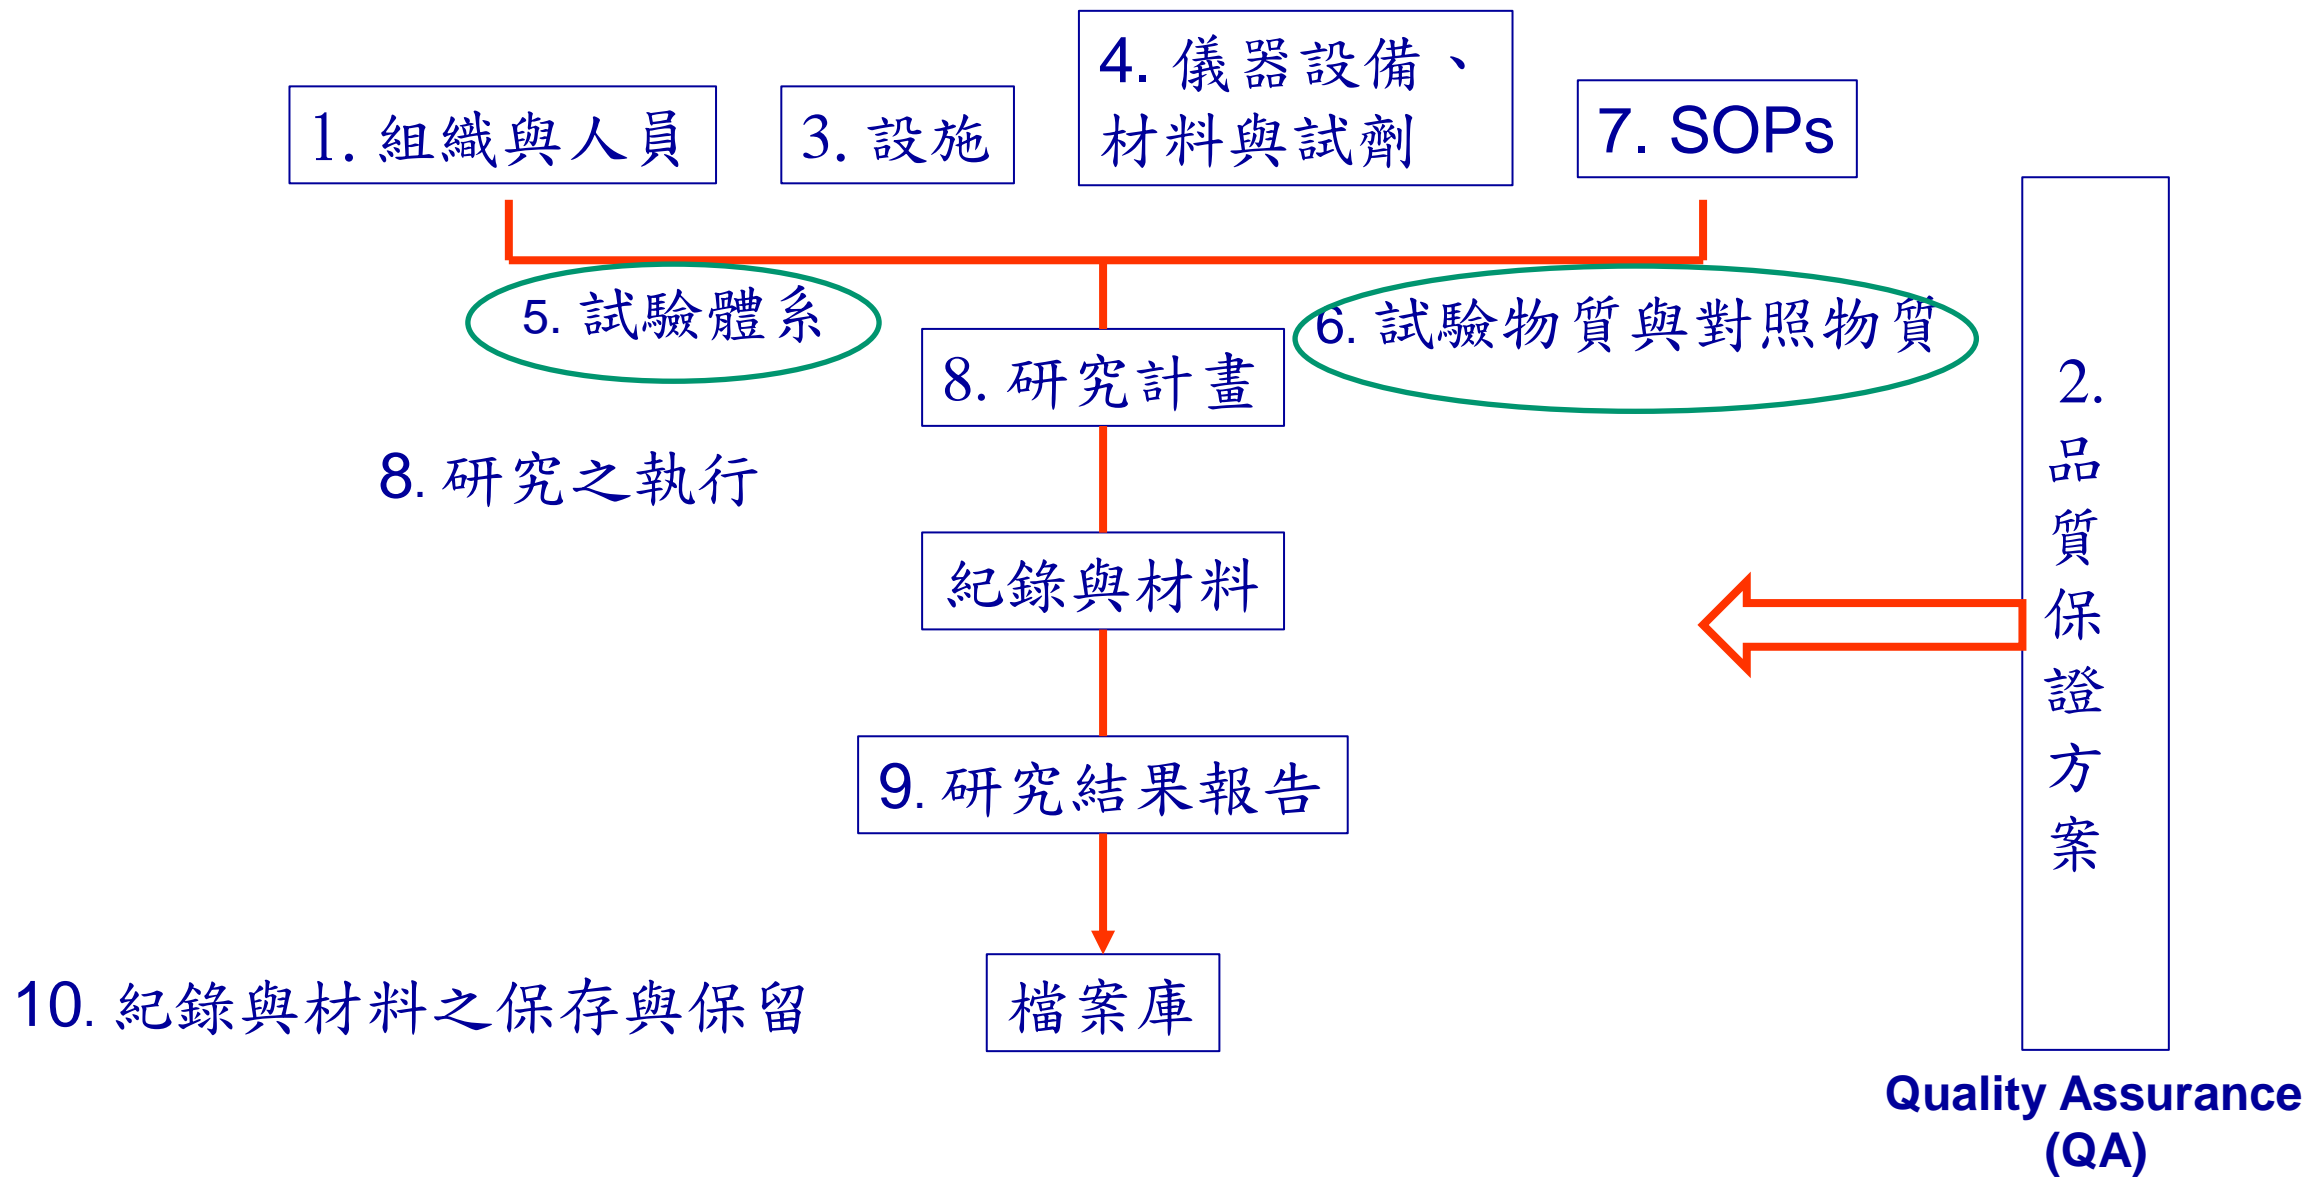 1. 組織與人員
3. 設施
4. 儀器設備、
材料與試劑
7. SOPs
5. 試驗體系
6. 試驗物質與對照物質
8. 研究計畫
8. 研究之執行
紀錄與材料
9. 研究結果報告
10. 紀錄與材料之保存與保留
檔案庫
2.
品
質
保
證
方
案
Quality Assurance
(QA)